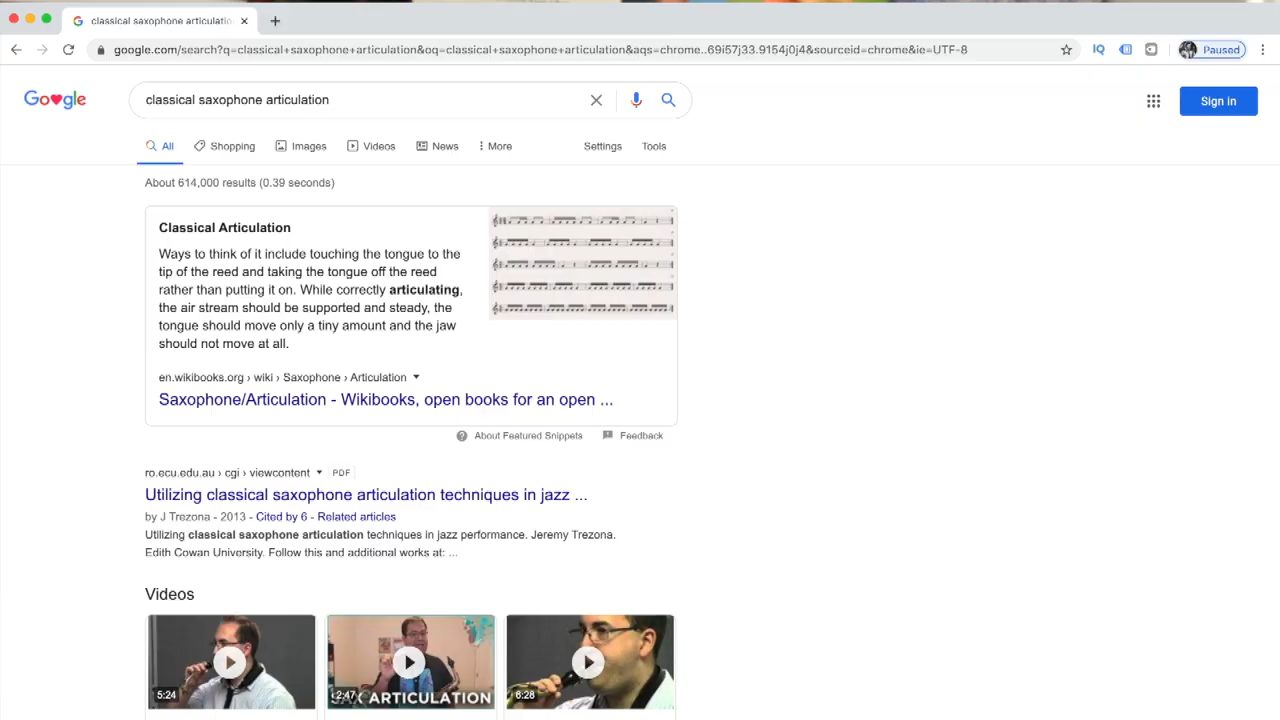 classical saxophone articulatio
google.com/search?q=classical+saxophone+articulation&oq=classical+saxophone+articulation&aqs=chrome..69i57j33.9154j0j4&sourceid=chrome&ie=UTF-8
IQ
Paused
Google
classical saxophone articulation
Sign in
All
Shopping
Images
Videos
News
More
Settings
Tools
About 614,000 results (0.39 seconds)
Classical Articulation
Ways to think of it include touching the tongue to the
tip of the reed and taking the tongue off the reed
rather than putting it on. While correctly articulating,
the air stream should be supported and steady, the
tongue should move only a tiny amount and the jaw
should not move at all.
en.wikibooks.org › wiki › Saxophone › Articulation
Saxophone/Articulation - Wikibooks, open books for an open ...
About Featured Snippets
Feedback
ro.ecu.edu.au › cgi › viewcontent
PDF
Utilizing classical saxophone articulation techniques in jazz ...
by J Trezona - 2013 - Cited by 6 - Related articles
Utilizing classical saxophone articulation techniques in jazz performance. Jeremy Trezona.
Edith Cowan University. Follow this and additional works at: ...
Videos
5:24
2:47
SAX ARTICULATION
8:28